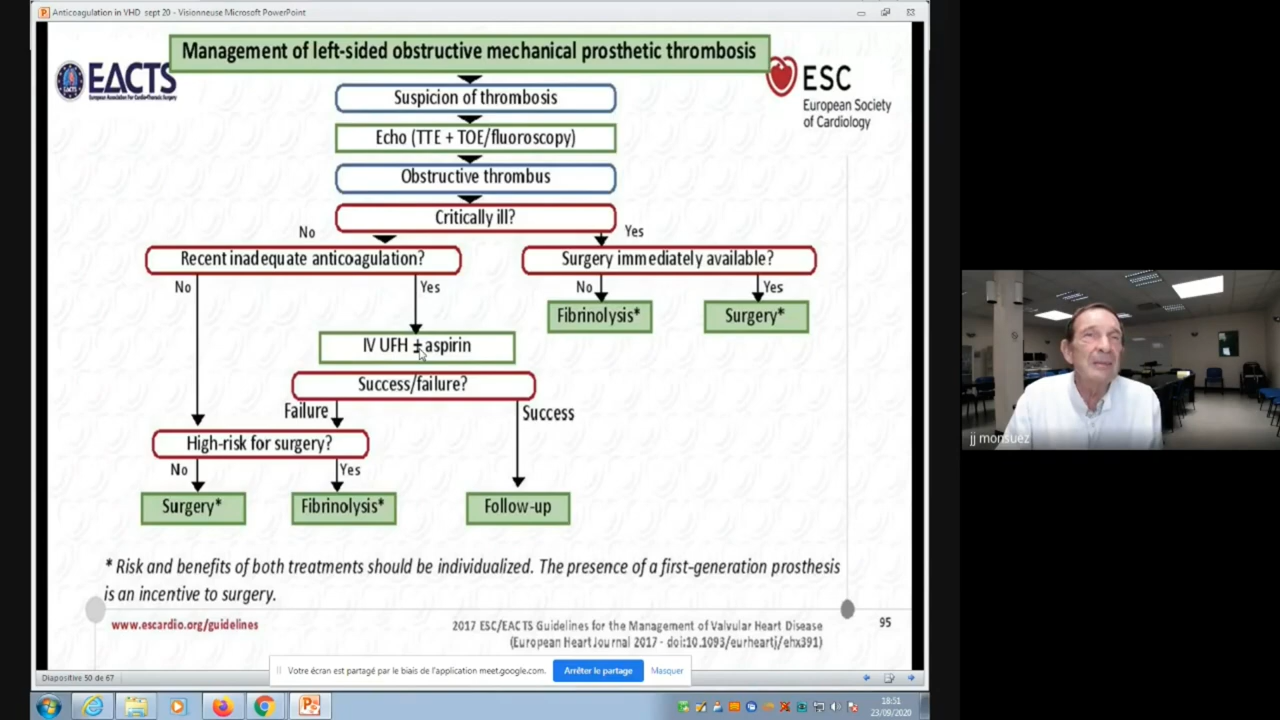 Anticoagulation in VHD sept 20 - Visionneuse Microsoft PowerPoint
Management of left-sided obstructive mechanical prosthetic thrombosis
EACTS
European Association For Cardio-Thoracic Surgery
ESC
European Society
of Cardiology
Suspicion of thrombosis
Echo (TTE + TOE/fluoroscopy)
Obstructive thrombus
Critically ill?
No
Yes
Recent inadequate anticoagulation?
Surgery immediately available?
No
Yes
No
Yes
Fibrinolysis*
Surgery*
IV UFH ± aspirin
Success/failure?
Failure
Success
High-risk for surgery?
No
Yes
Surgery*
Fibrinolysis*
Follow-up
* Risk and benefits of both treatments should be individualized. The presence of a first-generation prosthesis
is an incentive to surgery.
www.escardio.org/guidelines
2017 ESC/EACTS Guidelines for the Management of Valvular Heart Disease
(European Heart Journal 2017 - doi:10.1093/eurheartj/ehx391)
95
Votre écran est partagé par le biais de l'application meet.google.com.
Arrêter le partage
Masquer
Diapositive 50 de 67
18:51
23/09/2020
jj monsuez